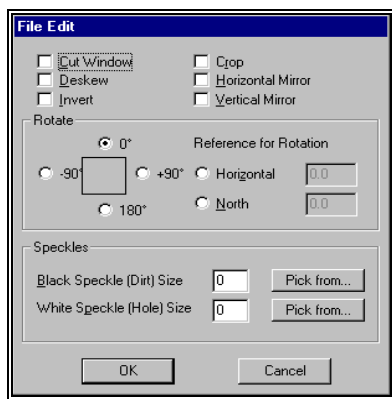 File Edit
Cut Window Crop
Deskew Horizontal Mirror
Invert Vertical Mirror
Rotate
0° Reference for Rotation
-90° +90° Horizontal 0.0
180° North 0.0
Speckles
Black Speckle (Dirt) Size 0 Pick from...
White Speckle (Hole) Size 0 Pick from...
OK Cancel